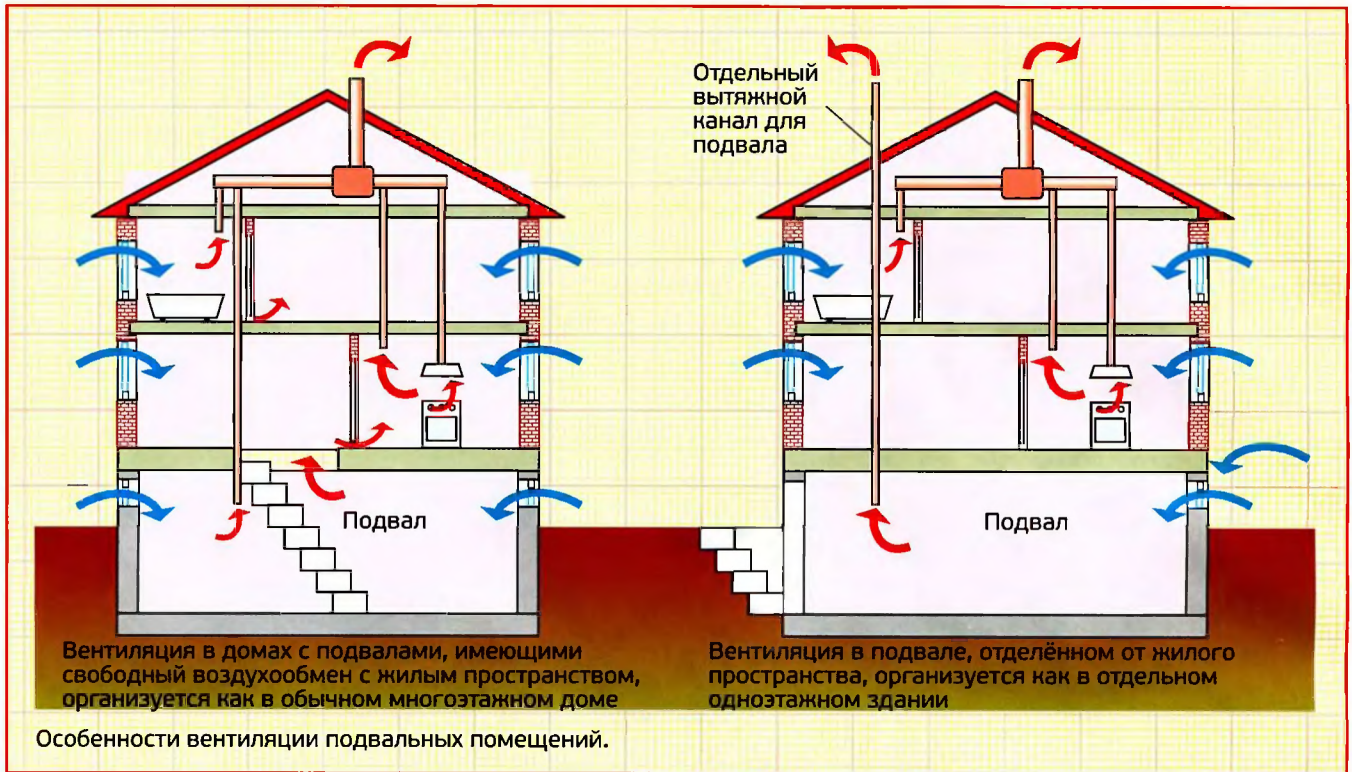 Отдельный
вытяжной
канал для
подвала
Подвал
Подвал
Вентиляция в домах с подвалами, имеющими
свободный воздухообмен с жилым пространством,
организуется как в обычном многоэтажном доме
Вентиляция в подвале, отделённом от жилого
пространства, организуется как в отдельном
одноэтажном здании
Особенности вентиляции подвальных помещений.